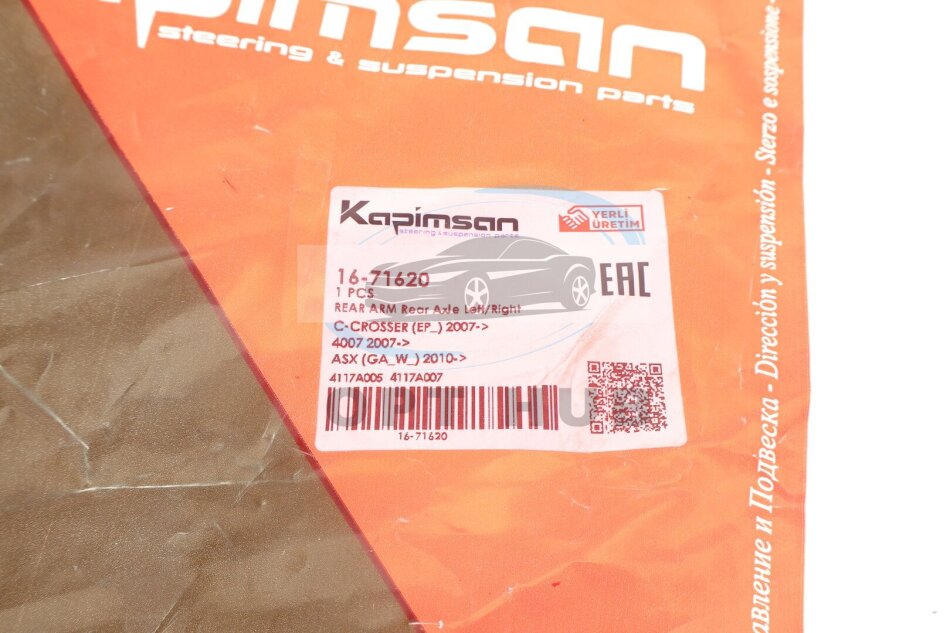 Kapimsan
steering & suspension parts
Kapimsan
steering & suspension parts
YERLİ
ÜRETİM
16-71620
1 PCS
EAC
REAR ARM Rear Axle Left/Right
C-CROSSER (EP_) 2007->
4007 2007->
ASX (GA_W_) 2010->
4117A005 4117A007
OPT HUB
16-71620
авление и Подвеска - Dirección y suspensión - Sterzo e sospensione -